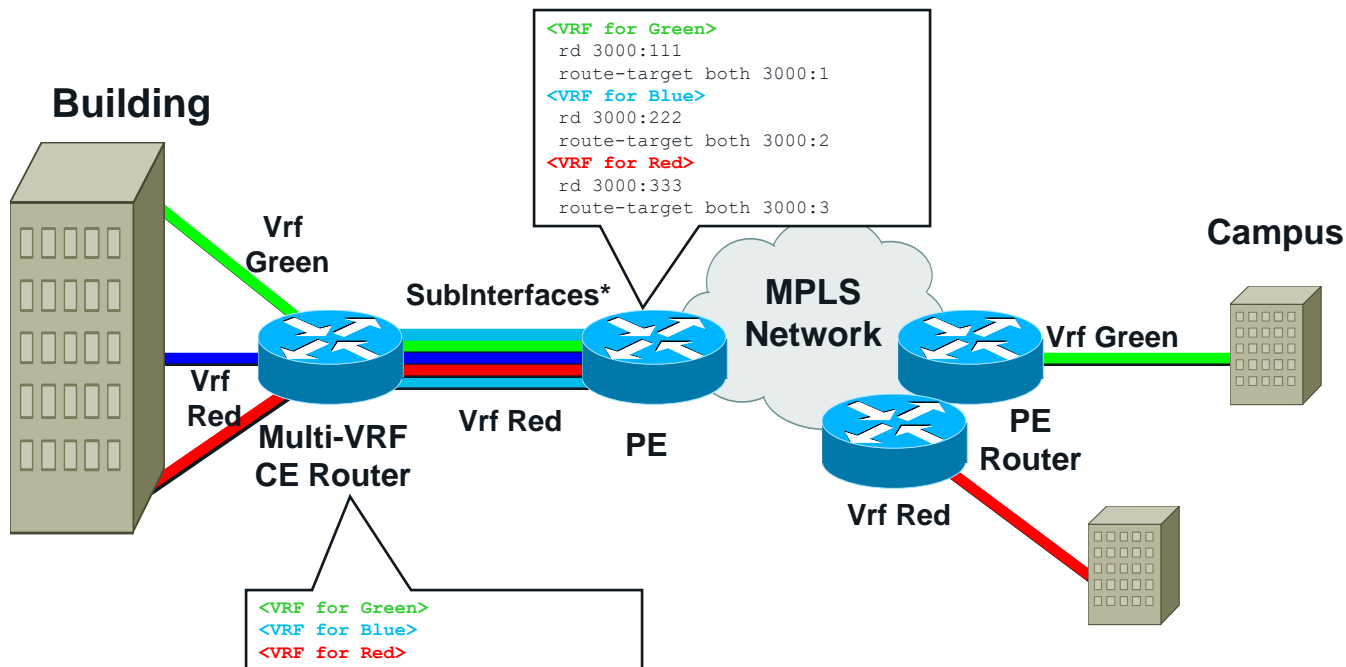 <VRF for Green>
rd 3000:111
route-target both 3000:1
<VRF for Blue>
rd 3000:222
route-target both 3000:2
<VRF for Red>
rd 3000:333
route-target both 3000:3
Building
Vrf
Green
SubInterfaces*
MPLS
Network
Campus
Vrf Green
Vrf
Red
Vrf Red
Multi-VRF
CE Router
PE
PE
Router
Vrf Red
<VRF for Green>
<VRF for Blue>
<VRF for Red>